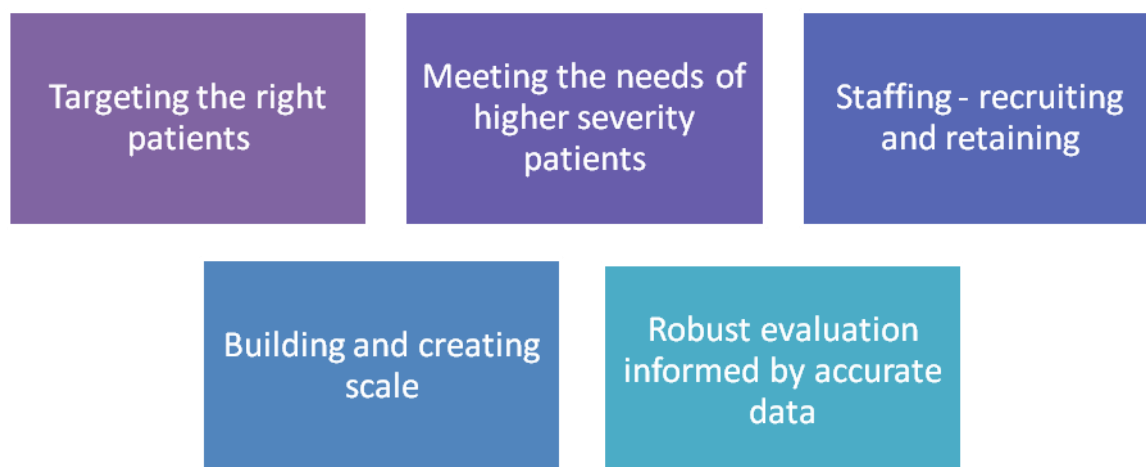 Targeting the right
patients
Meeting the needs of
higher severity
patients
Staffing - recruiting
and retaining
Building and creating
scale
Robust evaluation
informed by accurate
data